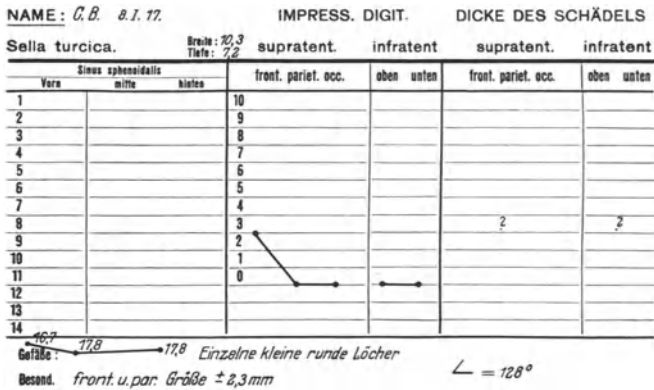 NAME: C.B. 8.I.17. IMPRESS. DIGIT. DICKE DES SCHÄDELS
Sella turcica. Breite: 10,3 supratent. infratent supratent. infratent
Tiefe: 7,2
Sinus sphenoidalis front. pariet. occ. oben unten front. pariet. occ. oben unten
Vorn mitte hinten
1 10
2 9
3 8
4 7
5 6
6 5
7 4
8 3 ? ?
9 2
10 1
11 0
12
13
14
16,7
Gefäße: 17,8 17,8 Einzelne kleine runde Löcher
Besond. front. u. par. Größe ± 2,3 mm ∠ = 128°